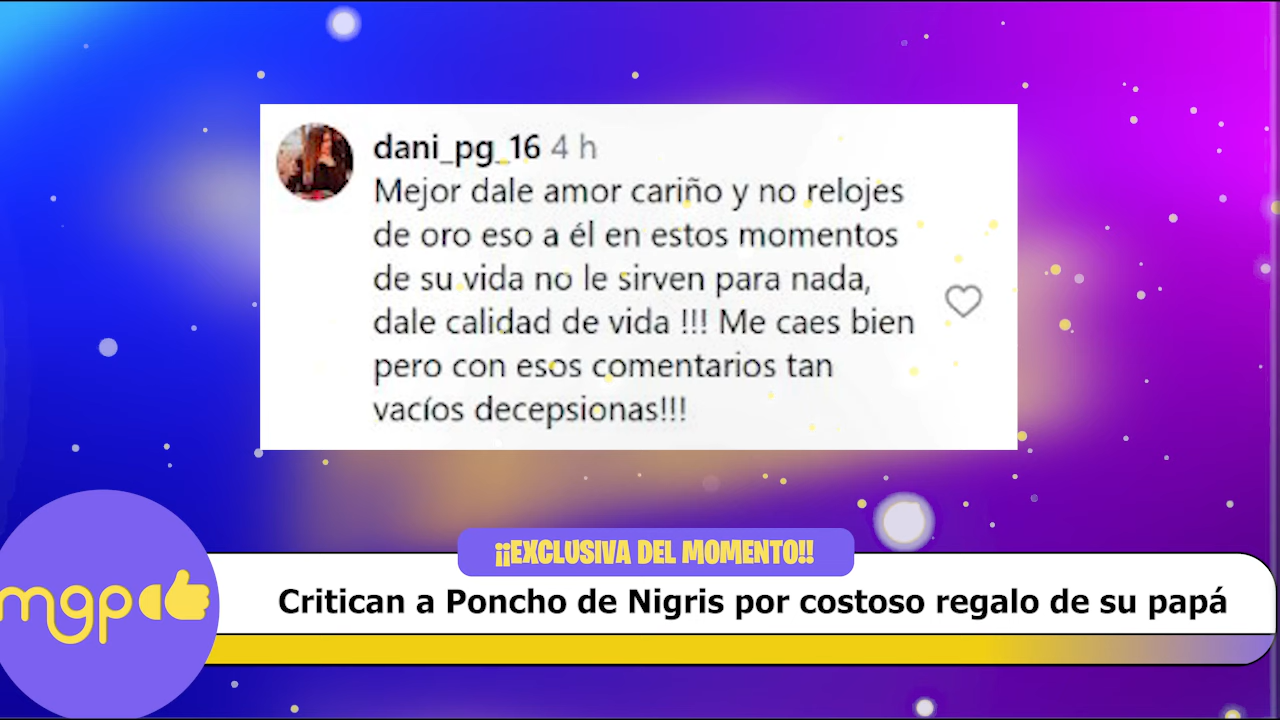 dani_pg_16 4 h
Mejor dale amor cariño y no relojes
de oro eso a él en estos momentos
de su vida no le sirven para nada,
dale calidad de vida !!! Me caes bien
pero con esos comentarios tan
vacíos decepsionas!!!
¡¡EXCLUSIVA DEL MOMENTO!!
mgp
Critican a Poncho de Nigris por costoso regalo de su papá